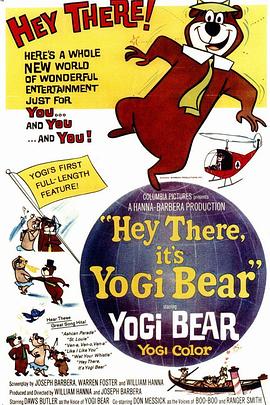 HEY THERE!
HERE'S A WHOLE
NEW WORLD
OF WONDERFUL
ENTERTAINMENT
JUST FOR
YOU...
AND YOU
...AND YOU!
YOGI'S FIRST
FULL-LENGTH
FEATURE!
COLUMBIA PICTURES presents
A HANNA-BARBERA PRODUCTION
"Hey There,
it's
YOGI BEAR"
starring
YOGI BEAR
YOGI COLOR
Hear These
Great Song Hits!
"Ashcan Parade"
"St. Louie"
"Ven-e, Ven-o, Ven-a"
"Like I Like You"
"Wet Your Whistle"
"Hey There,
It's Yogi Bear"
Screenplay by JOSEPH BARBERA, WARREN FOSTER and WILLIAM HANNA
Produced and Directed by WILLIAM HANNA and JOSEPH BARBERA
Starring DAWS BUTLER as the Voice of YOGI BEAR Co-starring DON MESSICK as the Voices of BOO-BOO and RANGER SMITH